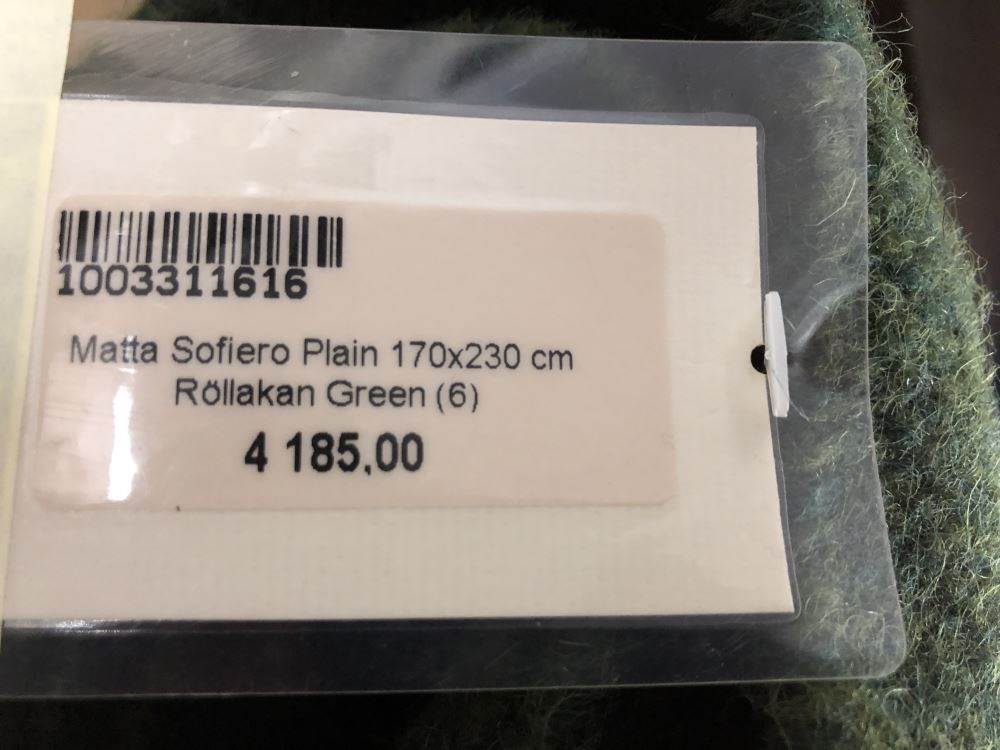 1003311616
Matta Sofiero Plain 170x230 cm
Röllakan Green (6)
4 185,00